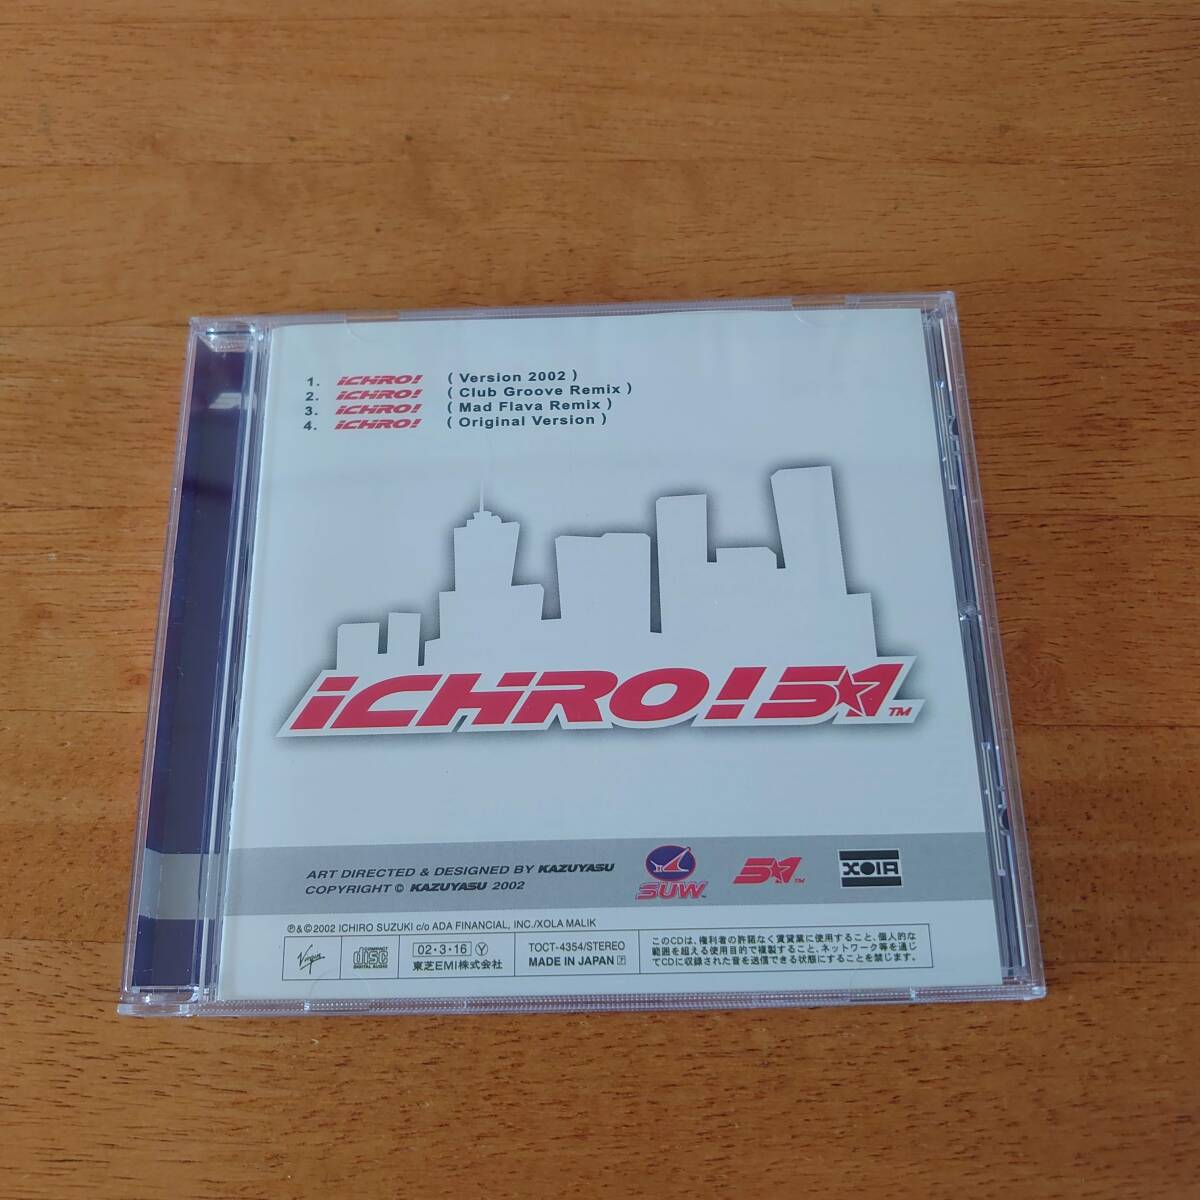 1. iCHRO! ( Version 2002 )
2. iCHRO! ( Club Groove Remix )
3. iCHRO! ( Mad Flava Remix )
4. iCHRO! ( Original Version )
iCHRO! 51 TM
ART DIRECTED & DESIGNED BY KAZUYASU
COPYRIGHT © KAZUYASU 2002
SUW TM
51 TM
XOIA
℗&©2002 ICHIRO SUZUKI c/o ADA FINANCIAL, INC./XOLA MALIK
Virgin
COMPACT
disc
DIGITAL AUDIO
02・3・16 Y
東芝EMI株式会社
TOCT-4354/STEREO
MADE IN JAPAN
このCDは、権利者の許諾なく賃貸業に使用すること、個人的な
範囲を超える使用目的で複製すること、ネットワーク等を通じ
てCDに収録された音を送信できる状態にすることを禁じます。